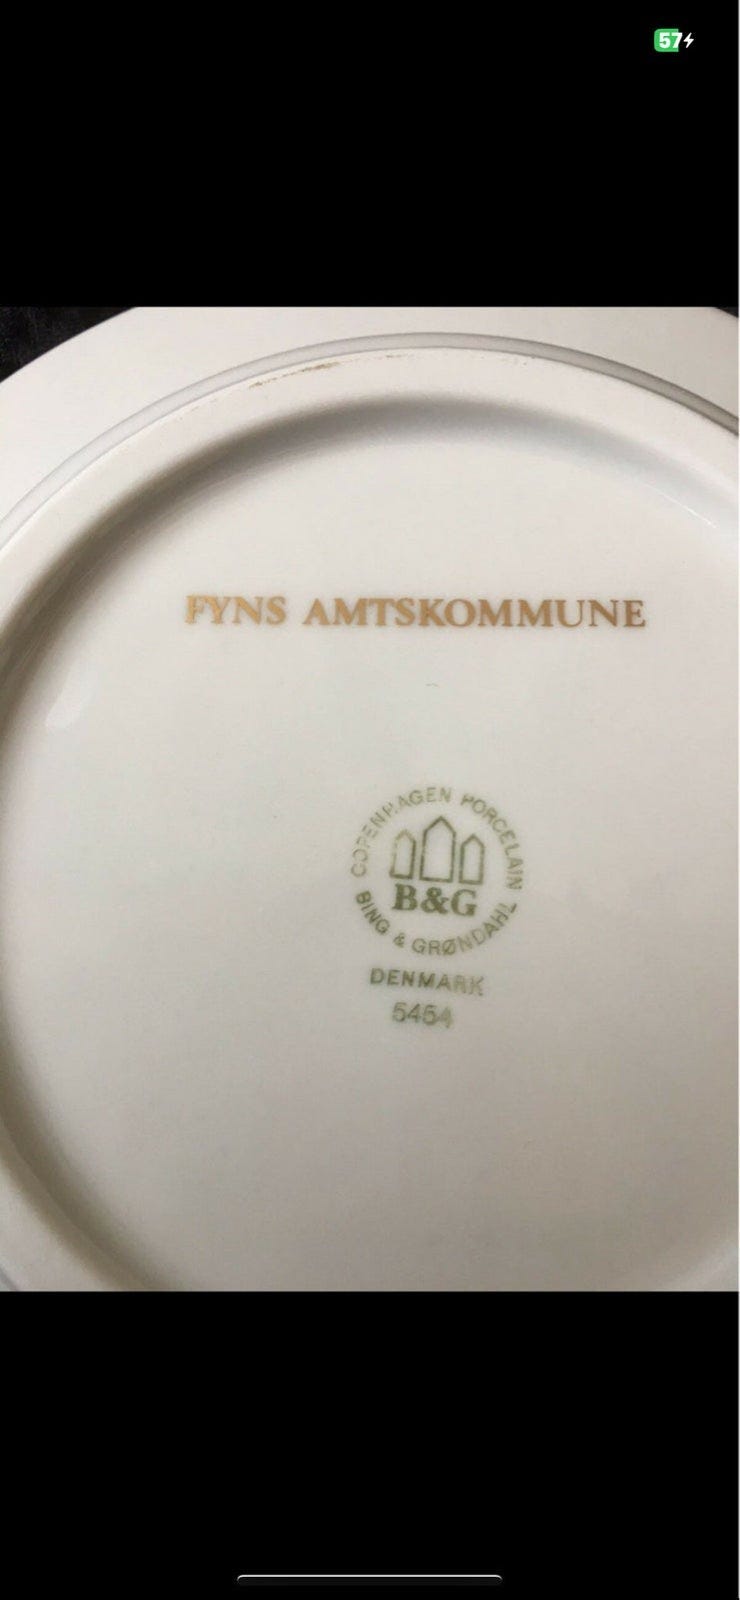 57
FYNS AMTSKOMMUNE
COPENHAGEN PORCELAIN
B&G
BING & GRØNDAHL
DENMARK
5454